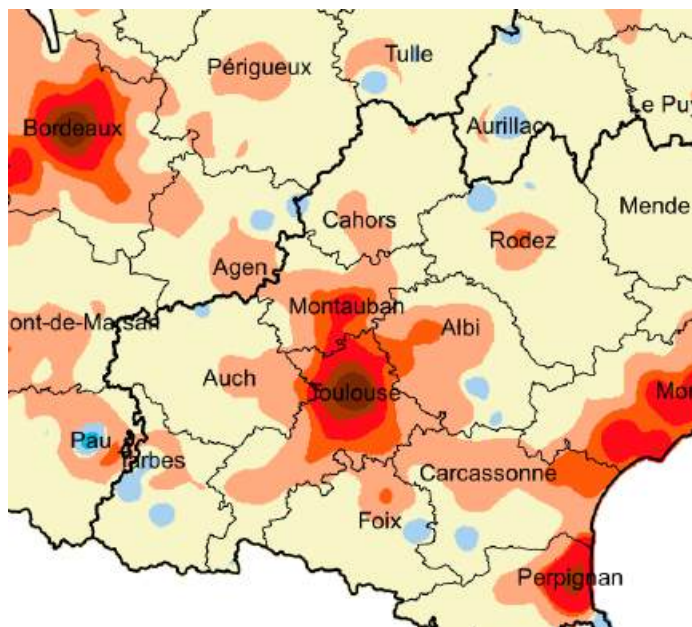 Tulle
Périgueux
Le Puy
Bordeaux
Aurillac
Mende
Cahors
Rodez
Agen
Montauban
ont-de-Marsan
Albi
Auch
Toulouse
Mon
Pau
Tarbes
Carcassonne
Foix
Perpignan